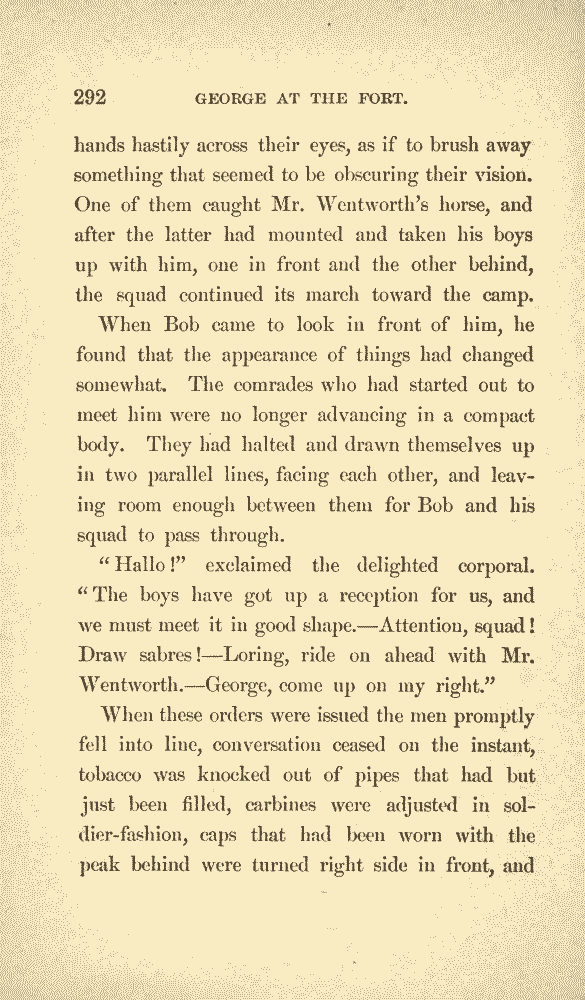 292 GEORGE AT THE FORT.
hands hastily across their eyes, as if to brush away
something that seemed to be obscuring their vision.
One of them caught Mr. Wentworth's horse, and
after the latter had mounted and taken his boys
up with him, one in front and the other behind,
the squad continued its march toward the camp.
When Bob came to look in front of him, he
found that the appearance of things had changed
somewhat. The comrades who had started out to
meet him were no longer advancing in a compact
body. They had halted and drawn themselves up
in two parallel lines, facing each other, and leav-
ing room enough between them for Bob and his
squad to pass through.
“Hallo!” exclaimed the delighted corporal.
“The boys have got up a reception for us, and
we must meet it in good shape.—Attention, squad!
Draw sabres!—Loring, ride on ahead with Mr.
Wentworth.—George, come up on my right.”
When these orders were issued the men promptly
fell into line, conversation ceased on the instant,
tobacco was knocked out of pipes that had but
just been filled, carbines were adjusted in sol-
dier-fashion, caps that had been worn with the
peak behind were turned right side in front, and